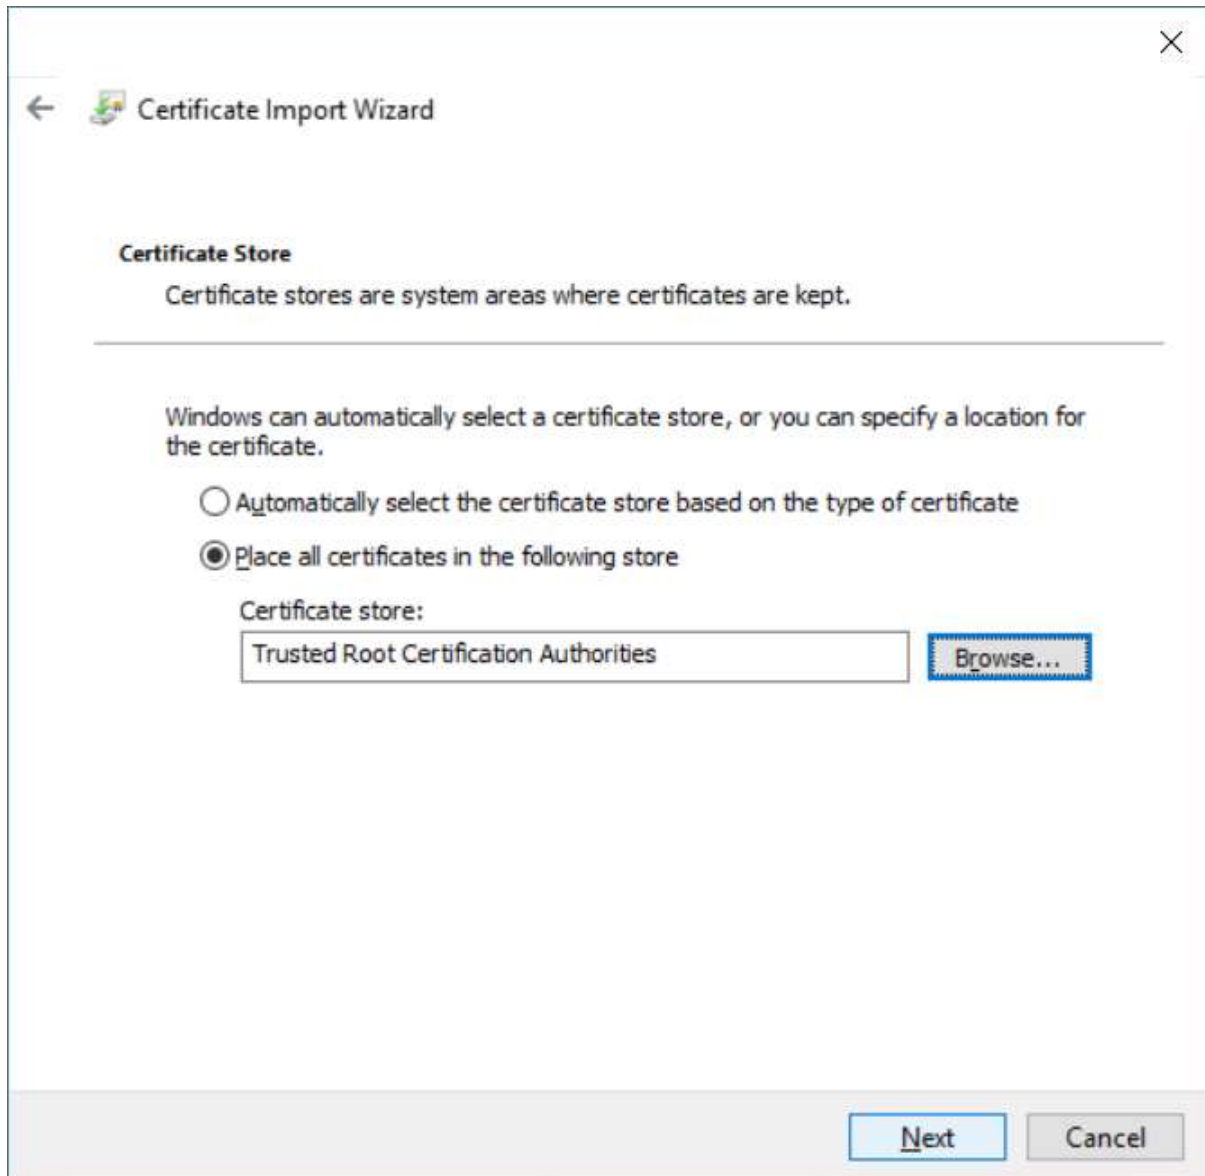 Certificate Import Wizard
Certificate Store
Certificate stores are system areas where certificates are kept.
Windows can automatically select a certificate store, or you can specify a location for
the certificate.
Automatically select the certificate store based on the type of certificate
Place all certificates in the following store
Certificate store:
Trusted Root Certification Authorities
Browse...
Next
Cancel